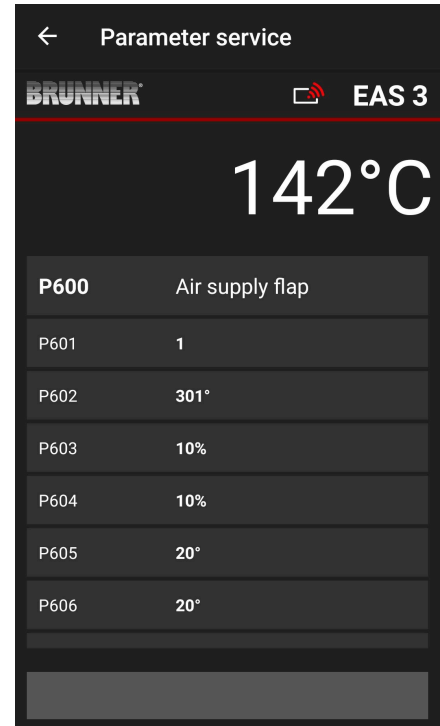 Parameter service
BRUNNER® EAS 3
142°C
P600 Air supply flap
P601 1
P602 301°
P603 10%
P604 10%
P605 20°
P606 20°